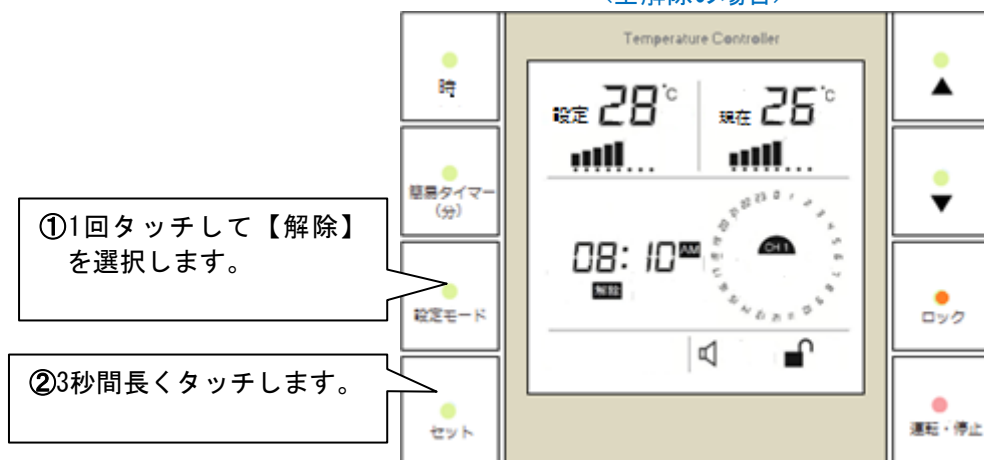 Temperature Controller
時
▲
設定 28℃
現在 26℃
簡易タイマー
(分)
▼
①1回タッチして【解除】
を選択します。
08:10 AM
解除
CH1
設定モード
ロック
②3秒間長くタッチします。
セット
運転・停止